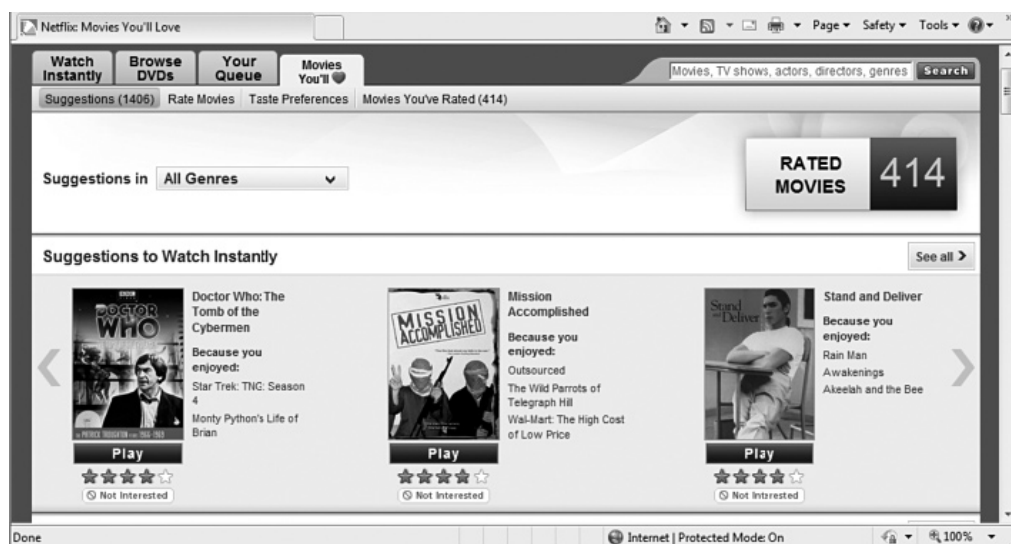 Netflix: Movies You'll Love
Page Safety Tools
Watch Instantly
Browse DVDs
Your Queue
Movies You'll
Movies, TV shows, actors, directors, genres Search
Suggestions (1406) Rate Movies Taste Preferences Movies You've Rated (414)
Suggestions in All Genres
RATED
MOVIES
414
Suggestions to Watch Instantly
See all
DOCTOR
WHO
Doctor Who: The
Tomb of the
Cybermen
Because you
enjoyed:
Star Trek: TNG: Season
4
Monty Python's Life of
Brian
Play
Not Interested
MISSION
ACCOMPLISHED
Mission
Accomplished
Because you
enjoyed:
Outsourced
The Wild Parrots of
Telegraph Hill
Wal-Mart: The High Cost
of Low Price
Play
Not Interested
Stand
and Deliver
Stand and Deliver
Because you
enjoyed:
Rain Man
Awakenings
Akeelah and the Bee
Play
Not Interested
Done
Internet | Protected Mode: On
100%